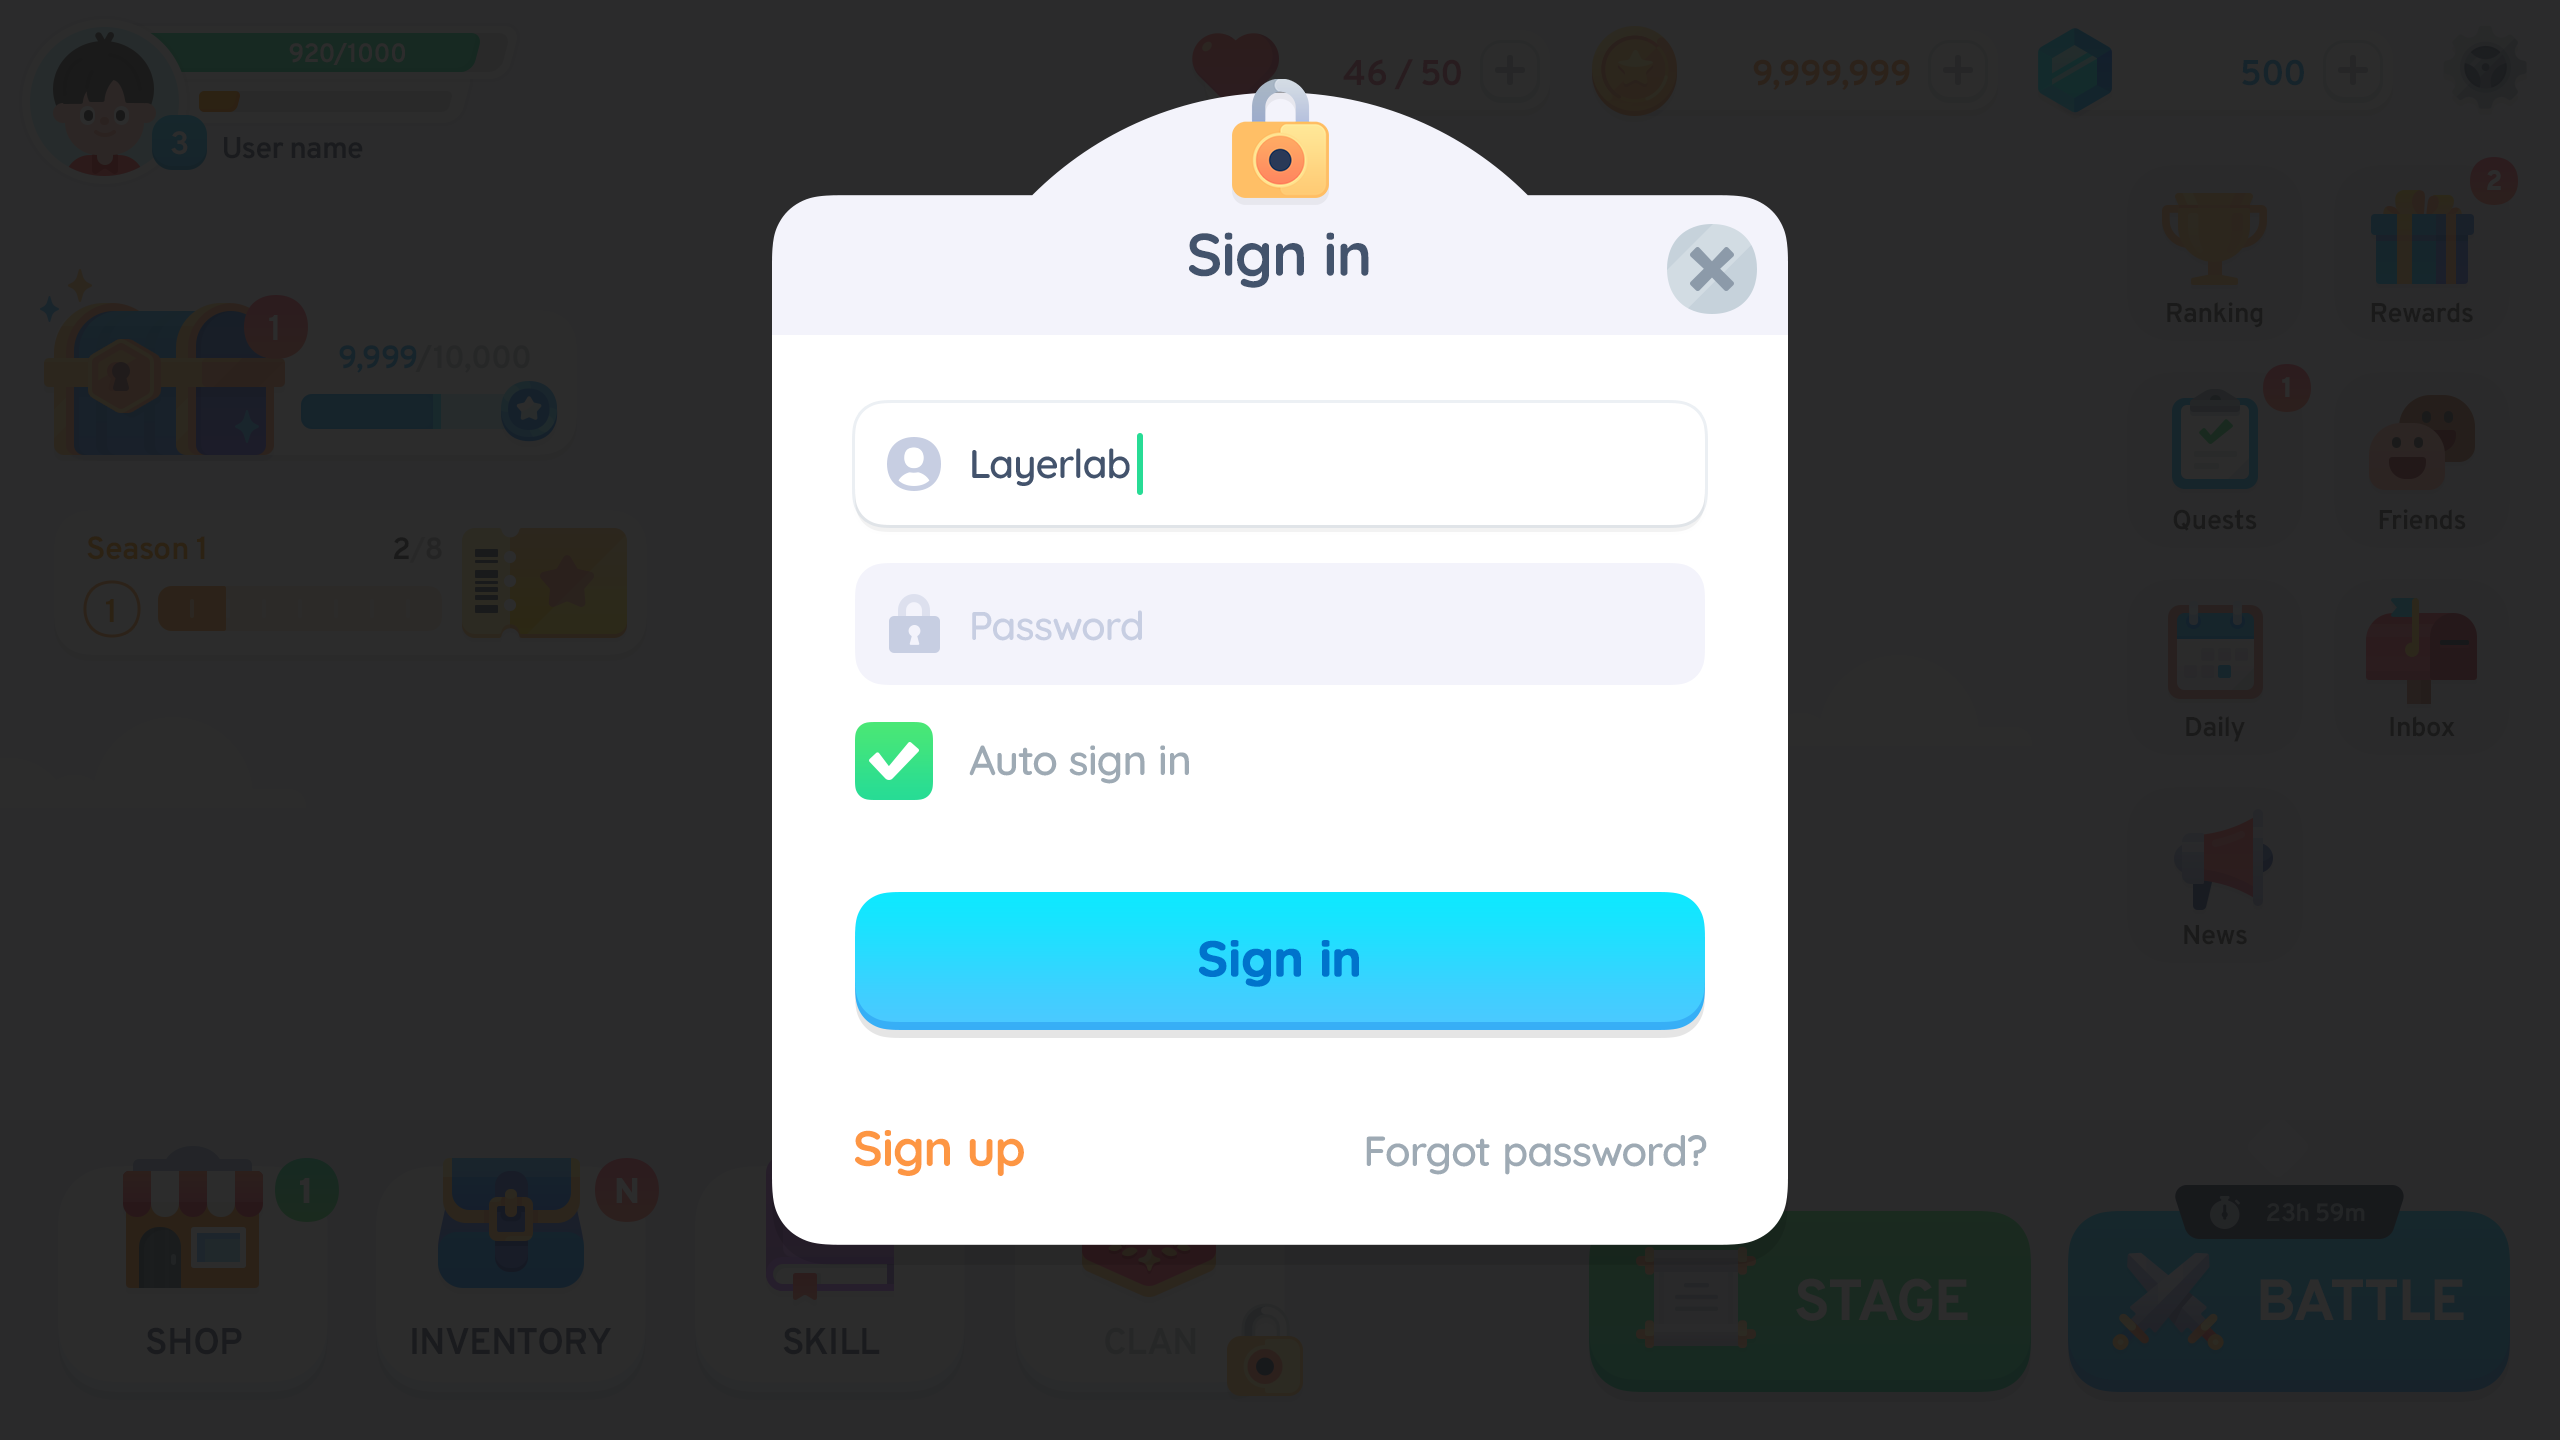 920/1000
3
User name
46 / 50
9,999,999
500
Sign in
2
Ranking
Rewards
1
9,999/10,000
1
Quests
Friends
Layerlab
Season 1
2/8
1
Password
Daily
Inbox
Auto sign in
News
Sign in
Sign up
Forgot password?
1
N
23h 59m
STAGE
BATTLE
SHOP
INVENTORY
SKILL
CLAN